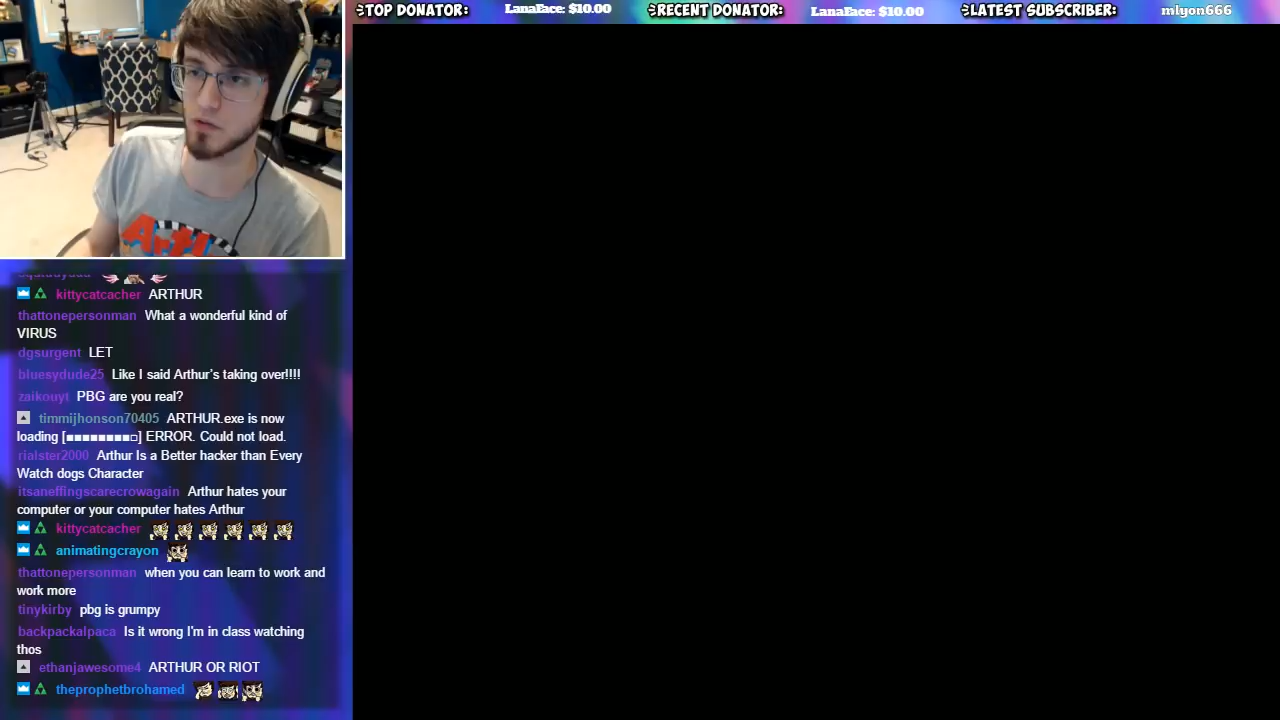 TOP DONATOR: LanaEace: $10.00 RECENT DONATOR: LanaEace: $10.00 LATEST SUBSCRIBER: mlyon666
kittycatcacher ARTHUR
thattonepersonman What a wonderful kind of
VIRUS
dgsurgent LET
bluesydude25 Like I said Arthur's taking over!!!!
zaikouyt PBG are you real?
timmijhonson70405 ARTHUR.exe is now
loading [■■■■■■■■□] ERROR. Could not load.
rialster2000 Arthur Is a Better hacker than Every
Watch dogs Character
itsaneffingscarecrowagain Arthur hates your
computer or your computer hates Arthur
kittycatcacher
animatingcrayon
thattonepersonman when you can learn to work and
work more
tinykirby pbg is grumpy
backpackalpaca Is it wrong I'm in class watching
thos
ethanjawesome4 ARTHUR OR RIOT
theprophetbrohamed